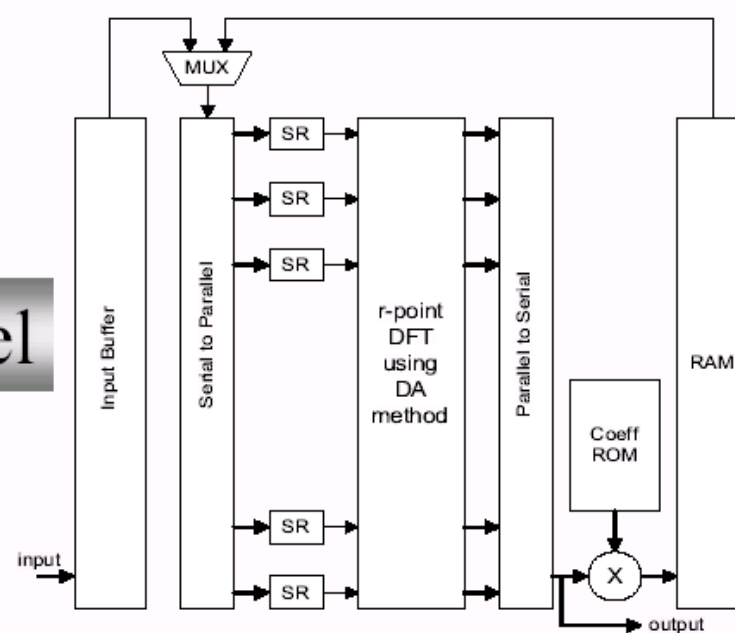 MUX
SR
SR
SR
SR
SR
Input Buffer
Serial to Parallel
r-point
DFT
using
DA
method
Parallel to Serial
Coeff
ROM
RAM
el
X
input
output